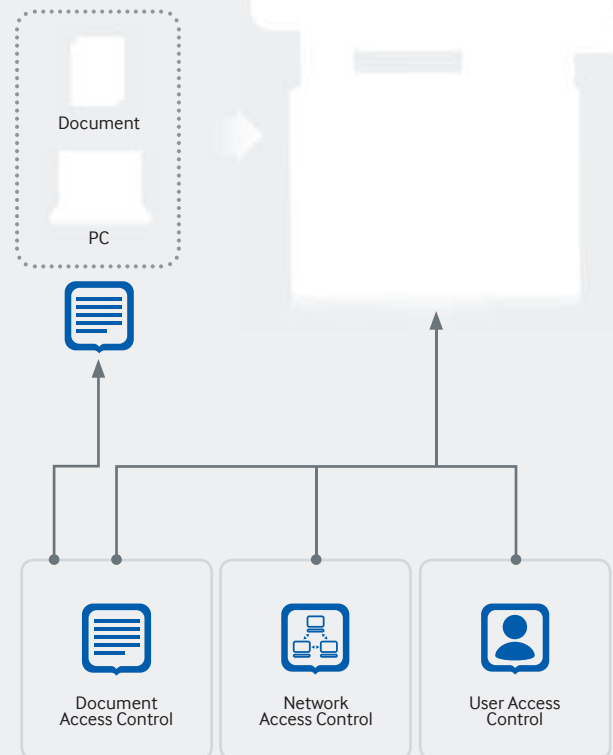 Document
PC
Document
Access Control
Network
Access Control
User Access
Control